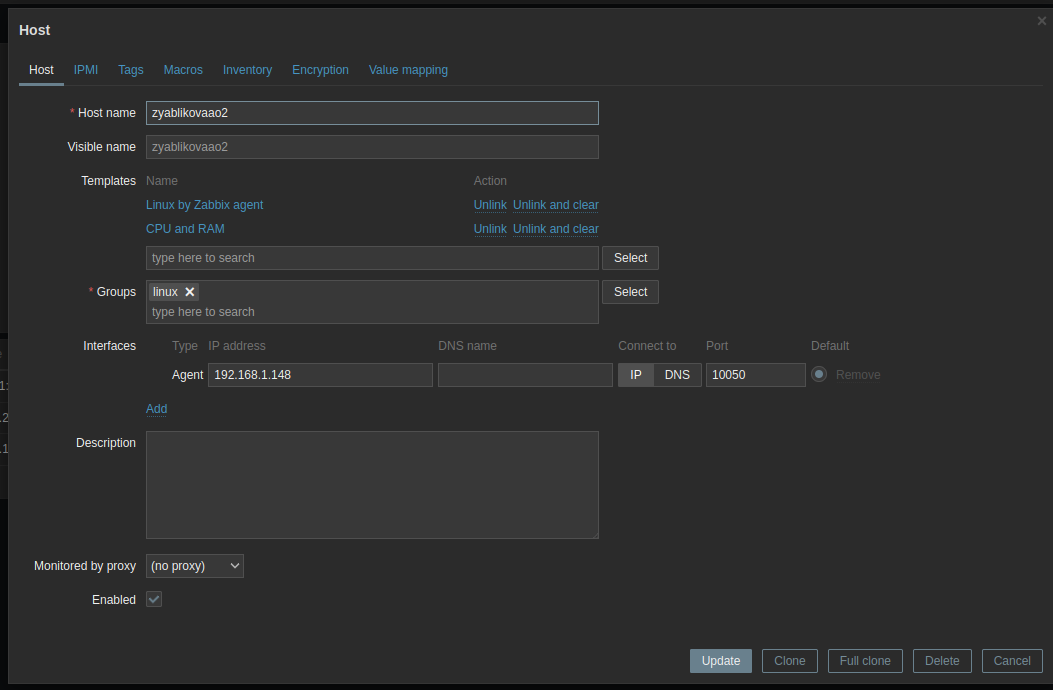 Host
Host IPMI Tags Macros Inventory Encryption Value mapping
* Host name zyablikovaao2
Visible name zyablikovaao2
Templates Name Action
Linux by Zabbix agent Unlink Unlink and clear
CPU and RAM Unlink Unlink and clear
type here to search Select
* Groups linux Select
type here to search
Interfaces Type IP address DNS name Connect to Port Default
Agent 192.168.1.148 IP DNS 10050 Remove
Add
Description
Monitored by proxy (no proxy)
Enabled
Update Clone Full clone Delete Cancel